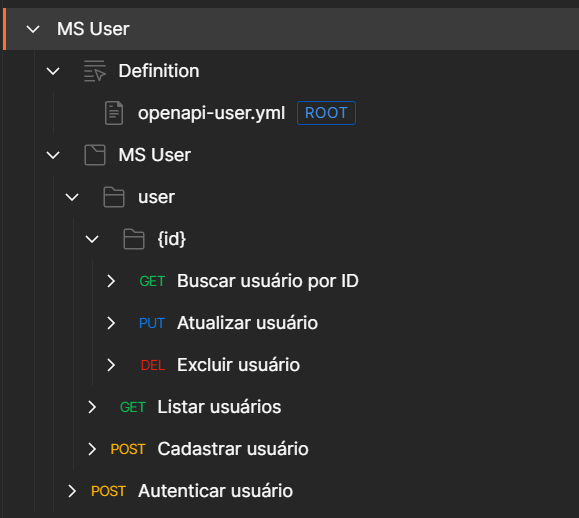 MS User
Definition
openapi-user.yml ROOT
MS User
user
{id}
GET Buscar usuário por ID
PUT Atualizar usuário
DEL Excluir usuário
GET Listar usuários
POST Cadastrar usuário
POST Autenticar usuário